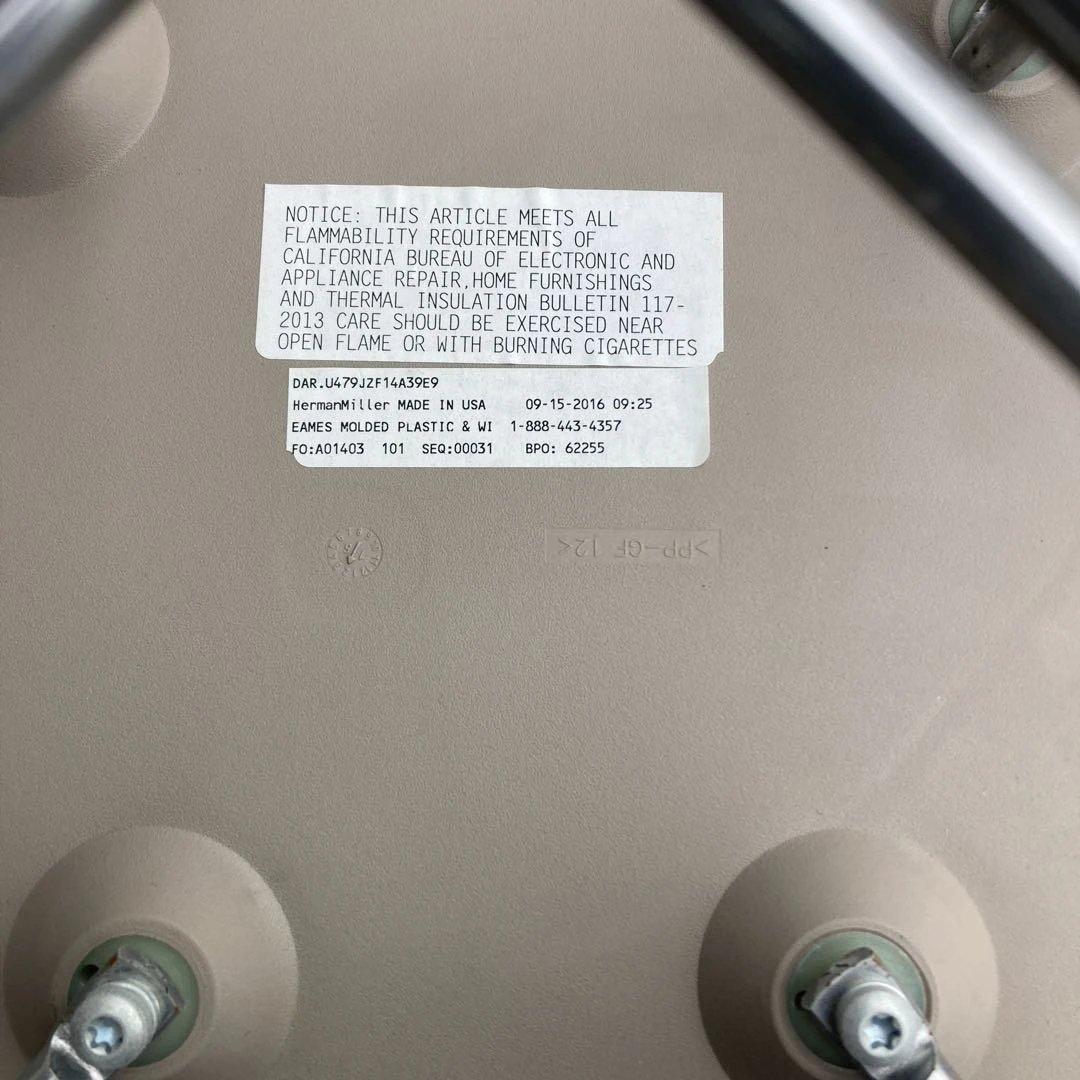 NOTICE: THIS ARTICLE MEETS ALL
FLAMMABILITY REQUIREMENTS OF
CALIFORNIA BUREAU OF ELECTRONIC AND
APPLIANCE REPAIR,HOME FURNISHINGS
AND THERMAL INSULATION BULLETIN 117-
2013 CARE SHOULD BE EXERCISED NEAR
OPEN FLAME OR WITH BURNING CIGARETTES
DAR.U479JZF14A39E9
HermanMiller MADE IN USA 09-15-2016 09:25
EAMES MOLDED PLASTIC & WI 1-888-443-4357
FO:A01403 101 SEQ:00031 BPO: 62255
>PP-GF 12<